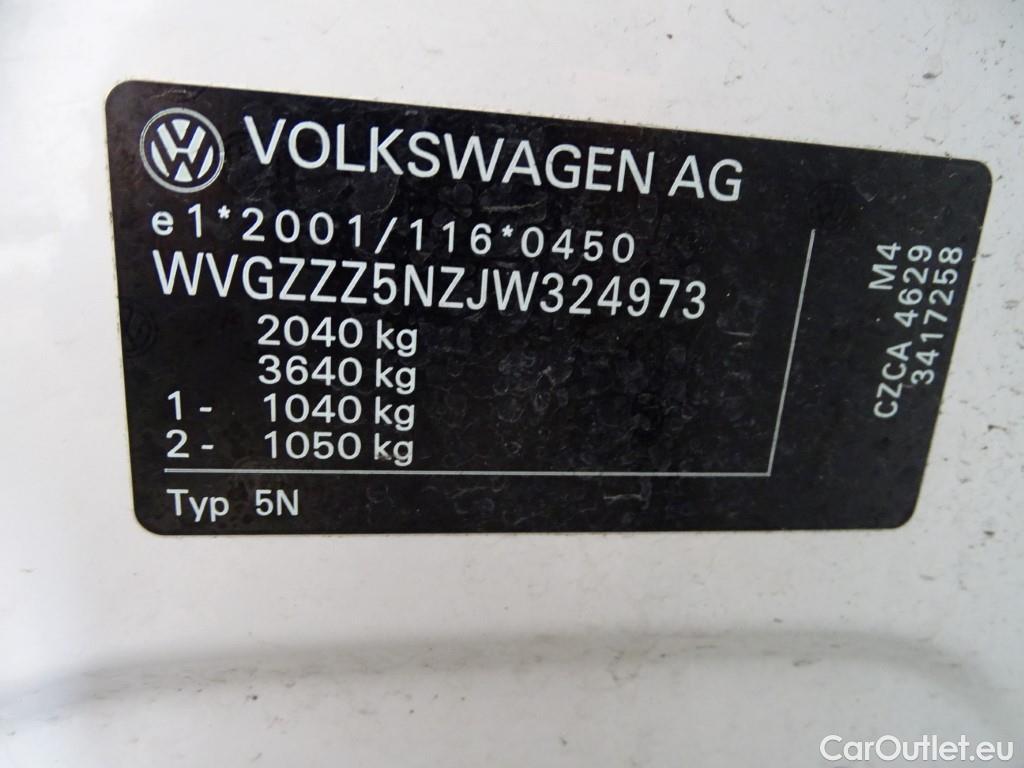 VOLKSWAGEN AG
e1*2001/116*0450
WVGZZZ5NZJW324973
2040 kg
3640 kg
1- 1040 kg
2- 1050 kg
Typ 5N
M4
CZCA 4629
3417258
CarOutlet.eu